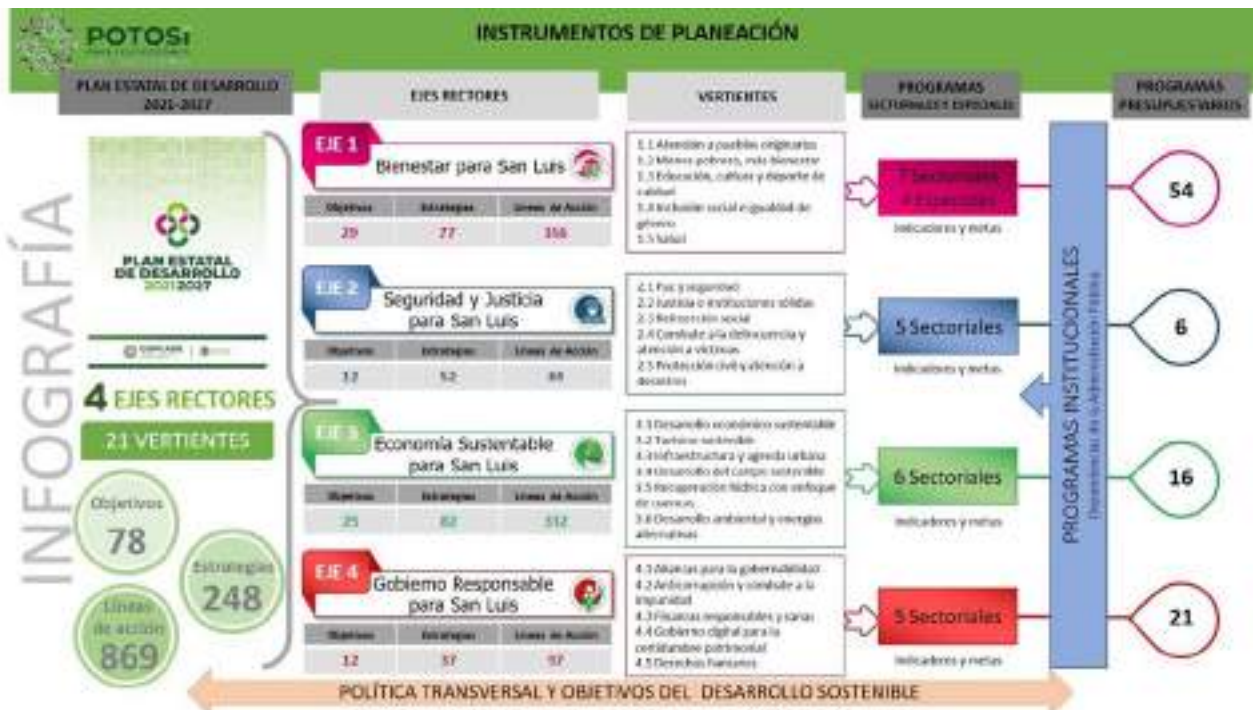 POTOSÍ
INSTRUMENTOS DE PLANEACIÓN
PLAN ESTATAL DE DESARROLLO
2021-2027
EJES RECTORES
VERTIENTES
PROGRAMAS
SECTORIALES Y ESPECIALES
PROGRAMAS
PRESUPUESTARIOS
INFOGRAFÍA
PLAN ESTATAL
DE DESARROLLO
20212027
4 EJES RECTORES
21 VERTIENTES
Objetivos
78
Estrategias
248
Líneas
de acción
869
EJE 1
Bienestar para San Luis
Objetivos Estrategias Líneas de Acción
29 77 356
1.1 Atención a pueblos originarios
1.2 Menos pobreza, más bienestar
1.3 Educación, cultura y deporte de
calidad
1.4 Inclusión social e igualdad de
género
1.5 Salud
7 Sectoriales
Especiales
Indicadores y metas
54
EJE 2
Seguridad y Justicia
para San Luis
Objetivos Estrategias Líneas de Acción
12 52
2.1 Paz y seguridad
2.2 Justicia e instituciones sólidas
2.3 Reinserción social
2.4 Combate a la delincuencia y
atención a víctimas
2.5 Protección civil y atención a
desastres
5 Sectoriales
Indicadores y metas
6
EJE 3
Economía Sustentable
para San Luis
Objetivos Estrategias Líneas de Acción
25 82 312
3.1 Desarrollo económico sustentable
3.2 Turismo sostenible
Infraestructura y agenda urbana
Desarrollo del campo sostenible
3.5 Recuperación hídrica con enfoque
de cuencas
3.6 Desarrollo ambiental y energías
alternativas
6 Sectoriales
Indicadores y metas
16
EJE 4
Gobierno Responsable
para San Luis
Objetivos Estrategias Líneas de Acción
12 37 97
4.1 Alianzas para la gobernabilidad
4.2 Anticorrupción y combate a la
impunidad
4.3 Finanzas responsables y sanas
4.4 Gobierno digital para la
certidumbre patrimonial
4.5 Derechos humanos
5 Sectoriales
Indicadores y metas
21
PROGRAMAS INSTITUCIONALES
Dependencias de la Administración Pública
POLÍTICA TRANSVERSAL Y OBJETIVOS DEL DESARROLLO SOSTENIBLE